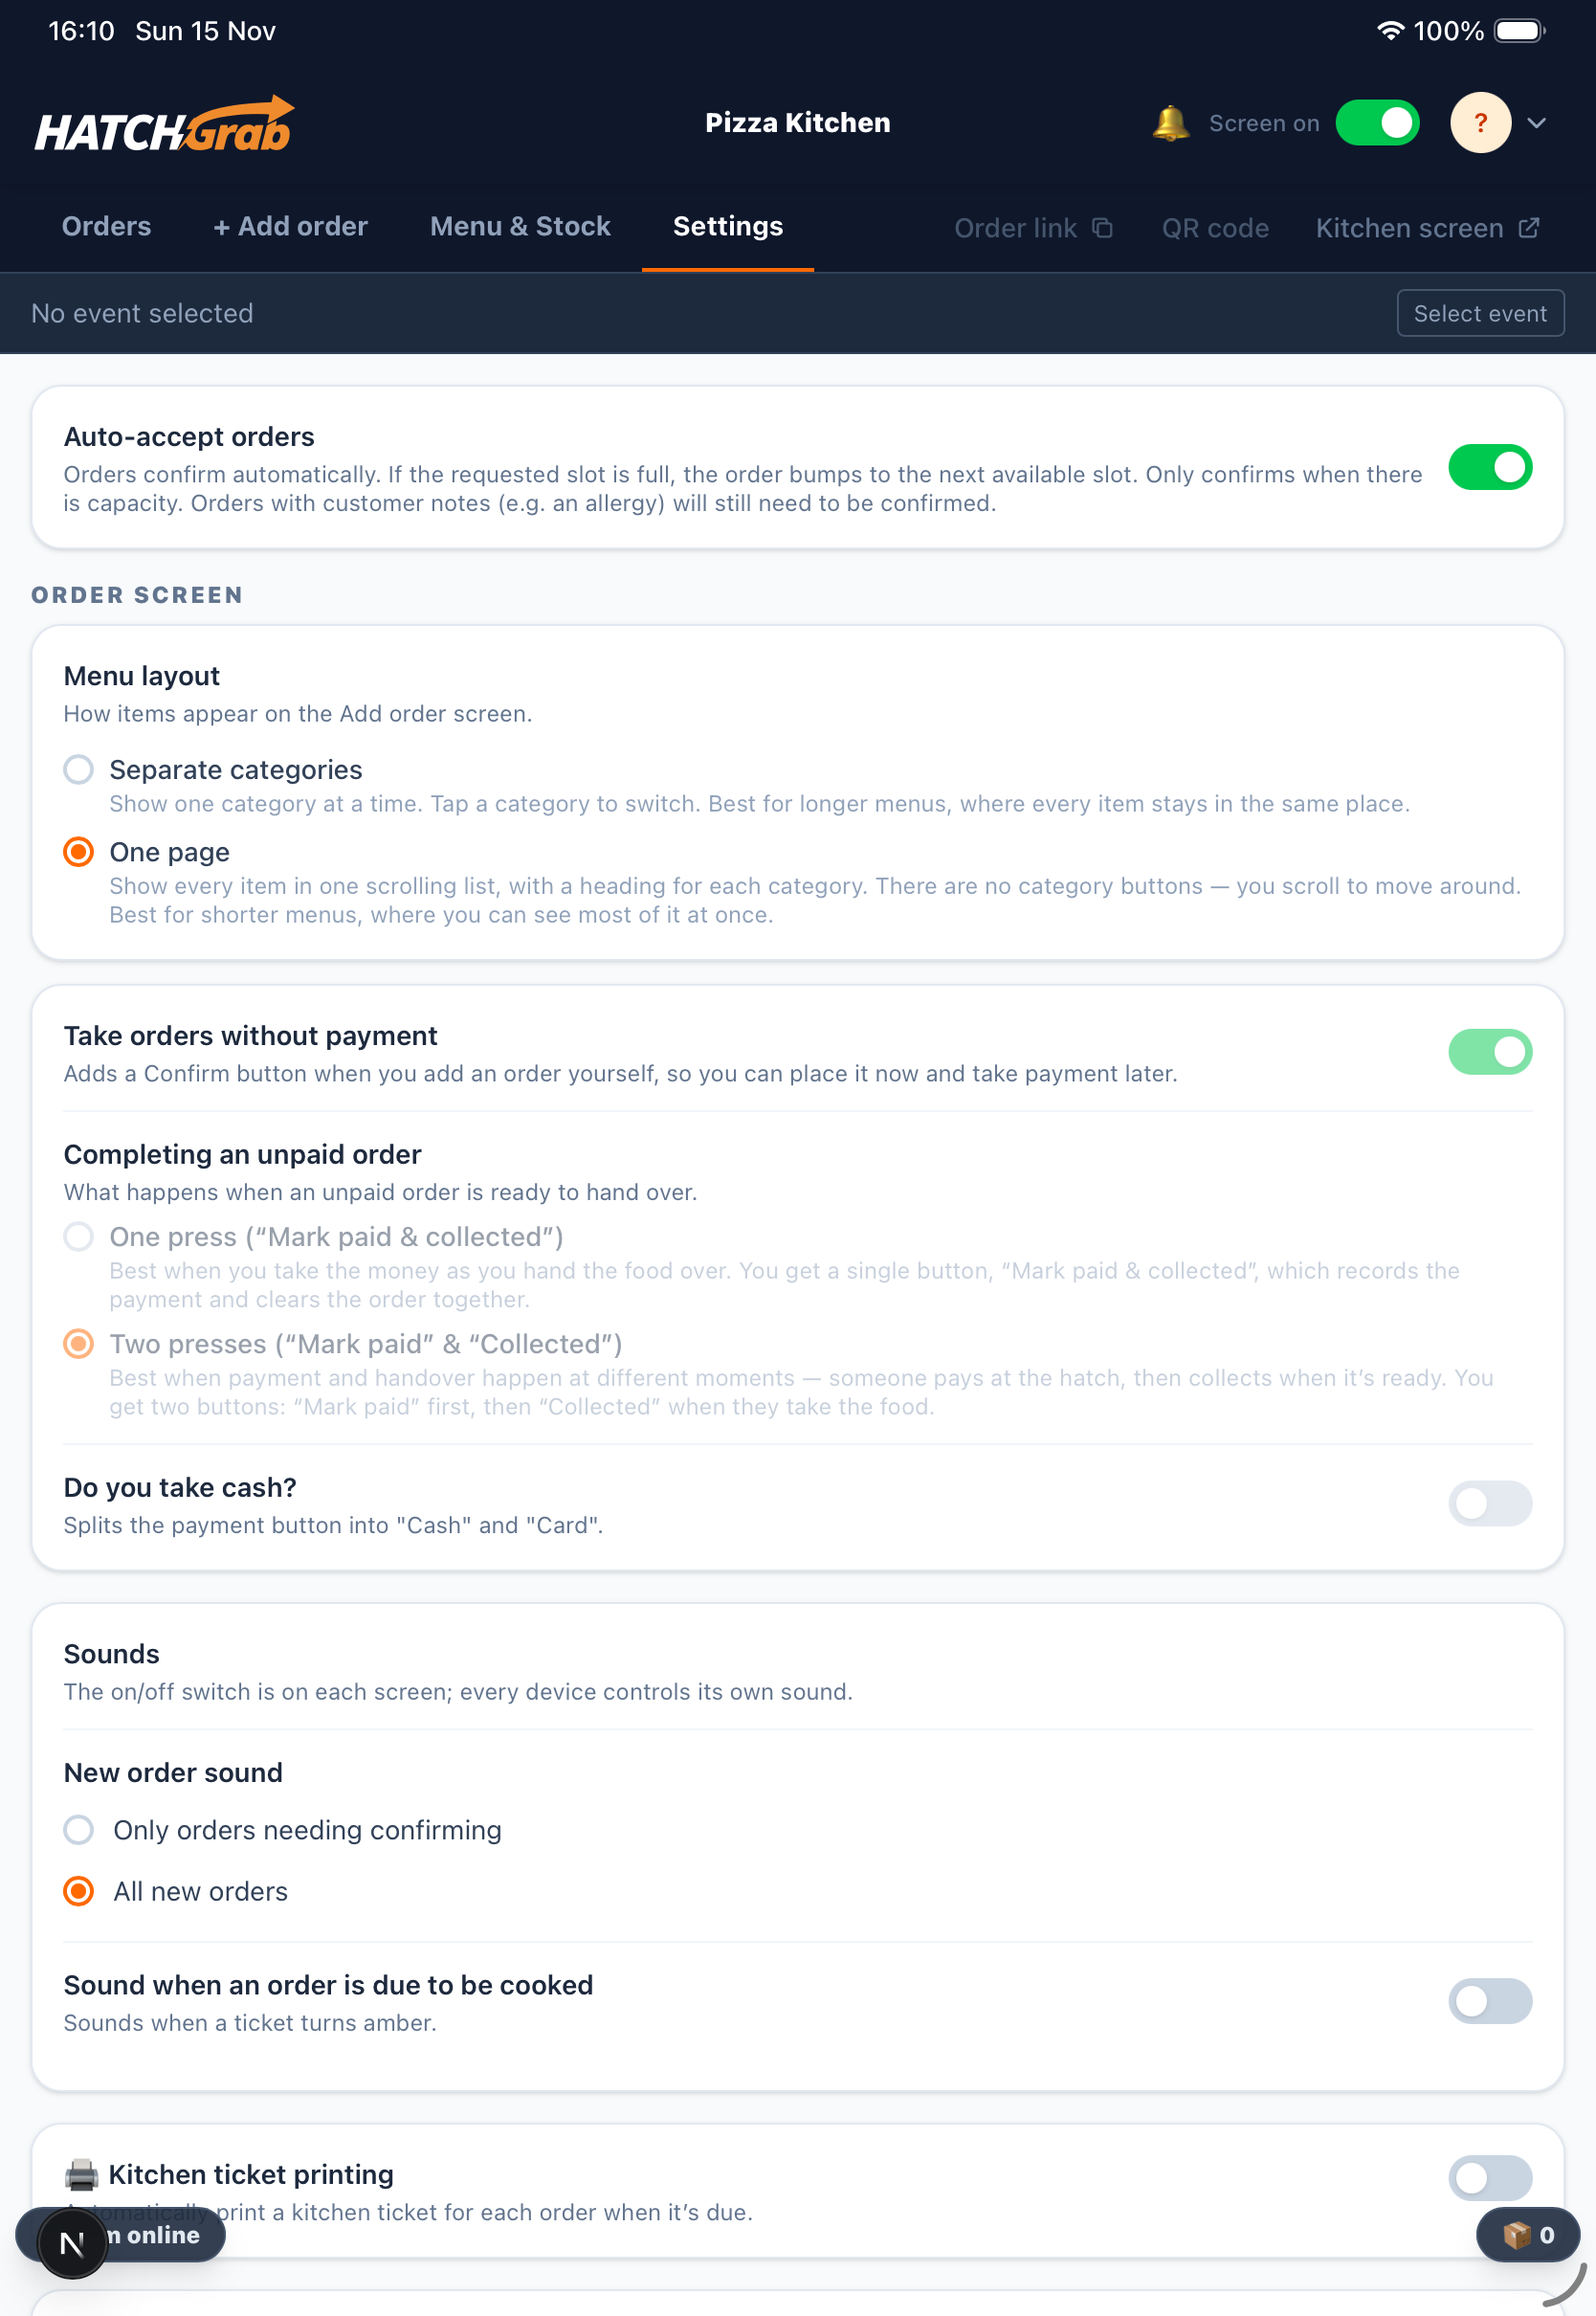 16:10 Sun 15 Nov
100%
HATCHGrab
Pizza Kitchen
Screen on
?
Orders
+ Add order
Menu & Stock
Settings
Order link
QR code
Kitchen screen
No event selected
Select event
Auto-accept orders
Orders confirm automatically. If the requested slot is full, the order bumps to the next available slot. Only confirms when there
is capacity. Orders with customer notes (e.g. an allergy) will still need to be confirmed.
ORDER SCREEN
Menu layout
How items appear on the Add order screen.
Separate categories
Show one category at a time. Tap a category to switch. Best for longer menus, where every item stays in the same place.
One page
Show every item in one scrolling list, with a heading for each category. There are no category buttons — you scroll to move around.
Best for shorter menus, where you can see most of it at once.
Take orders without payment
Adds a Confirm button when you add an order yourself, so you can place it now and take payment later.
Completing an unpaid order
What happens when an unpaid order is ready to hand over.
One press (“Mark paid & collected”)
Best when you take the money as you hand the food over. You get a single button, “Mark paid & collected”, which records the
payment and clears the order together.
Two presses (“Mark paid” & “Collected”)
Best when payment and handover happen at different moments — someone pays at the hatch, then collects when it’s ready. You
get two buttons: “Mark paid” first, then “Collected” when they take the food.
Do you take cash?
Splits the payment button into "Cash" and "Card".
Sounds
The on/off switch is on each screen; every device controls its own sound.
New order sound
Only orders needing confirming
All new orders
Sound when an order is due to be cooked
Sounds when a ticket turns amber.
Kitchen ticket printing
Automatically print a kitchen ticket for each order when it’s due.
N
online
0